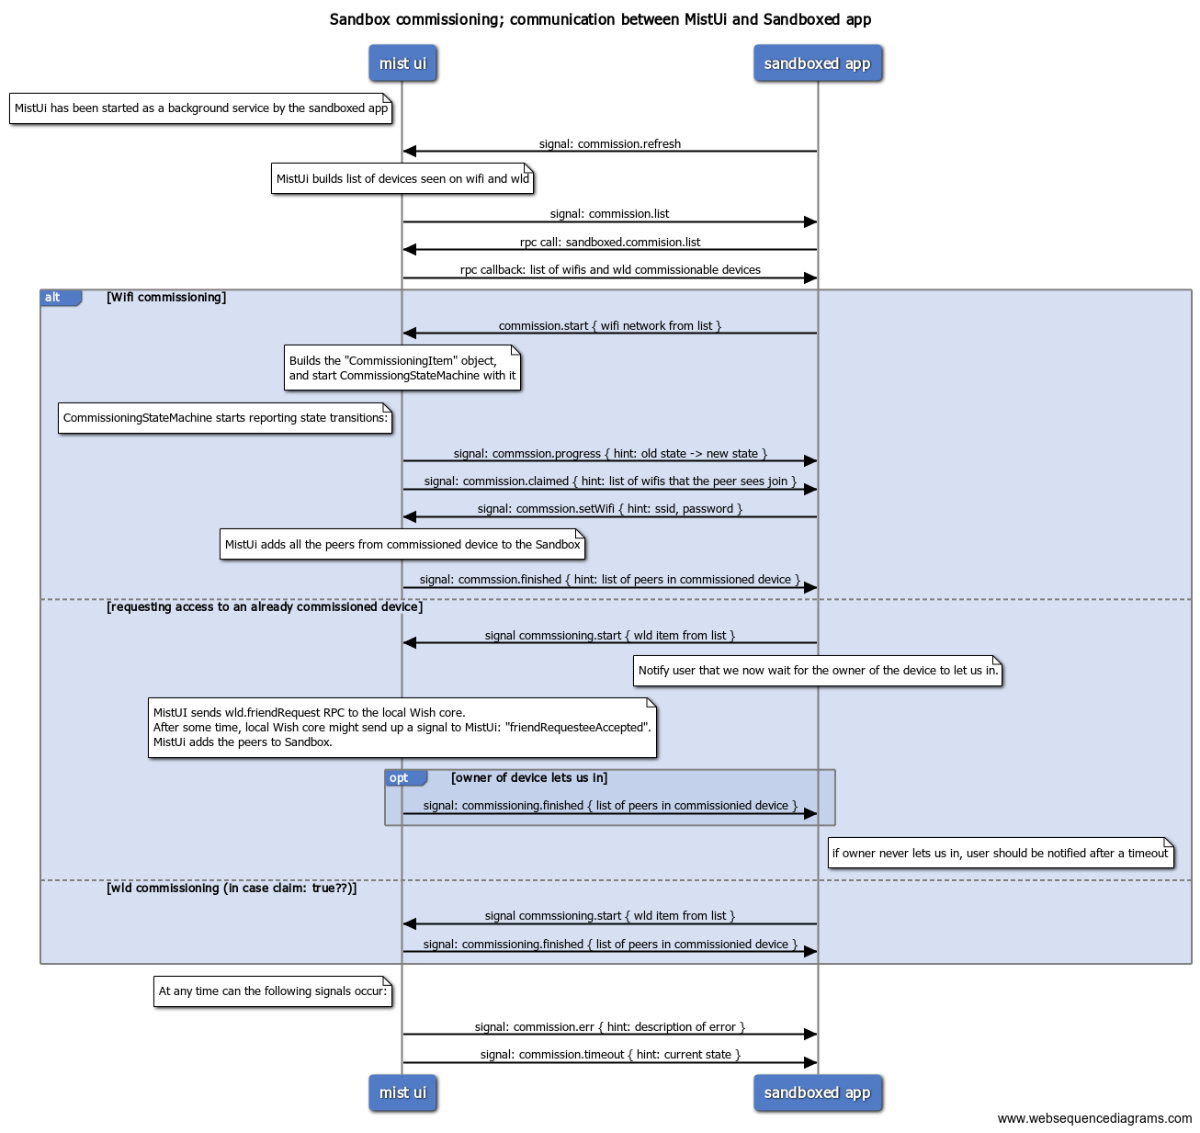 Sandbox commissioning; communication between MistUi and Sandboxed app
mist ui
sandboxed app
MistUi has been started as a background service by the sandboxed app
signal: commission.refresh
MistUi builds list of devices seen on wifi and wld
signal: commission.list
rpc call: sandboxed.commision.list
rpc callback: list of wifis and wld commissionable devices
alt
[Wifi commissioning]
commission.start { wifi network from list }
Builds the "CommissioningItem" object,
and start CommissiongStateMachine with it
CommissioningStateMachine starts reporting state transitions:
signal: commssion.progress { hint: old state -> new state }
signal: commission.claimed { hint: list of wifis that the peer sees join }
signal: commssion.setWifi { hint: ssid, password }
MistUi adds all the peers from commissioned device to the Sandbox
signal: commssion.finished { hint: list of peers in commissioned device }
[requesting access to an already commissioned device]
signal commssioning.start { wld item from list }
Notify user that we now wait for the owner of the device to let us in.
MistUI sends wld.friendRequest RPC to the local Wish core.
After some time, local Wish core might send up a signal to MistUi: "friendRequesteeAccepted".
MistUi adds the peers to Sandbox.
opt
[owner of device lets us in]
signal: commissioning.finished { list of peers in commissionied device }
if owner never lets us in, user should be notified after a timeout
[wld commissioning (in case claim: true??)]
signal commssioning.start { wld item from list }
signal: commissioning.finished { list of peers in commissionied device }
At any time can the following signals occur:
signal: commission.err { hint: description of error }
signal: commission.timeout { hint: current state }
mist ui
sandboxed app
www.websequencediagrams.com